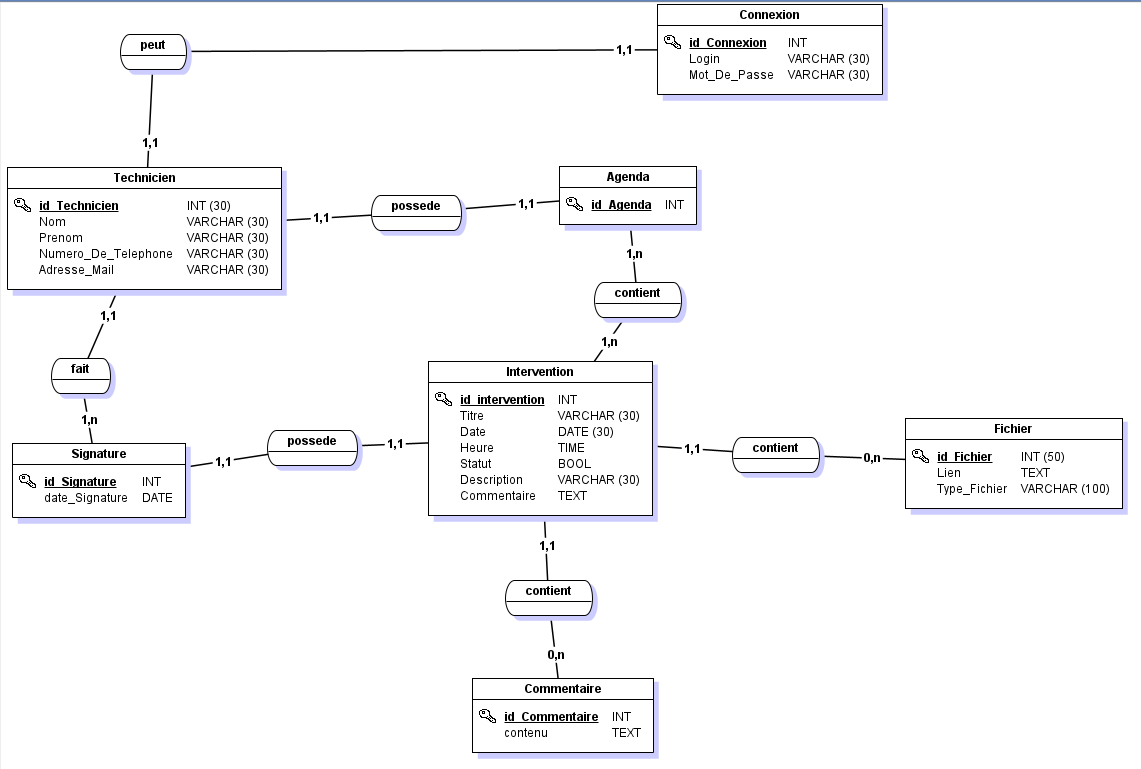 Connexion
id_Connexion INT
Login VARCHAR (30)
Mot_De_Passe VARCHAR (30)
peut
1,1
1,1
Technicien
id_Technicien INT (30)
Nom VARCHAR (30)
Prenom VARCHAR (30)
Numero_De_Telephone VARCHAR (30)
Adresse_Mail VARCHAR (30)
1,1
possede
1,1
Agenda
id_Agenda INT
1,n
contient
1,n
1,1
fait
1,n
Signature
id_Signature INT
date_Signature DATE
1,1
possede
1,1
Intervention
id_intervention INT
Titre VARCHAR (30)
Date DATE (30)
Heure TIME
Statut BOOL
Description VARCHAR (30)
Commentaire TEXT
1,1
contient
0,n
Fichier
id_Fichier INT (50)
Lien TEXT
Type_Fichier VARCHAR (100)
1,1
contient
0,n
Commentaire
id_Commentaire INT
contenu TEXT